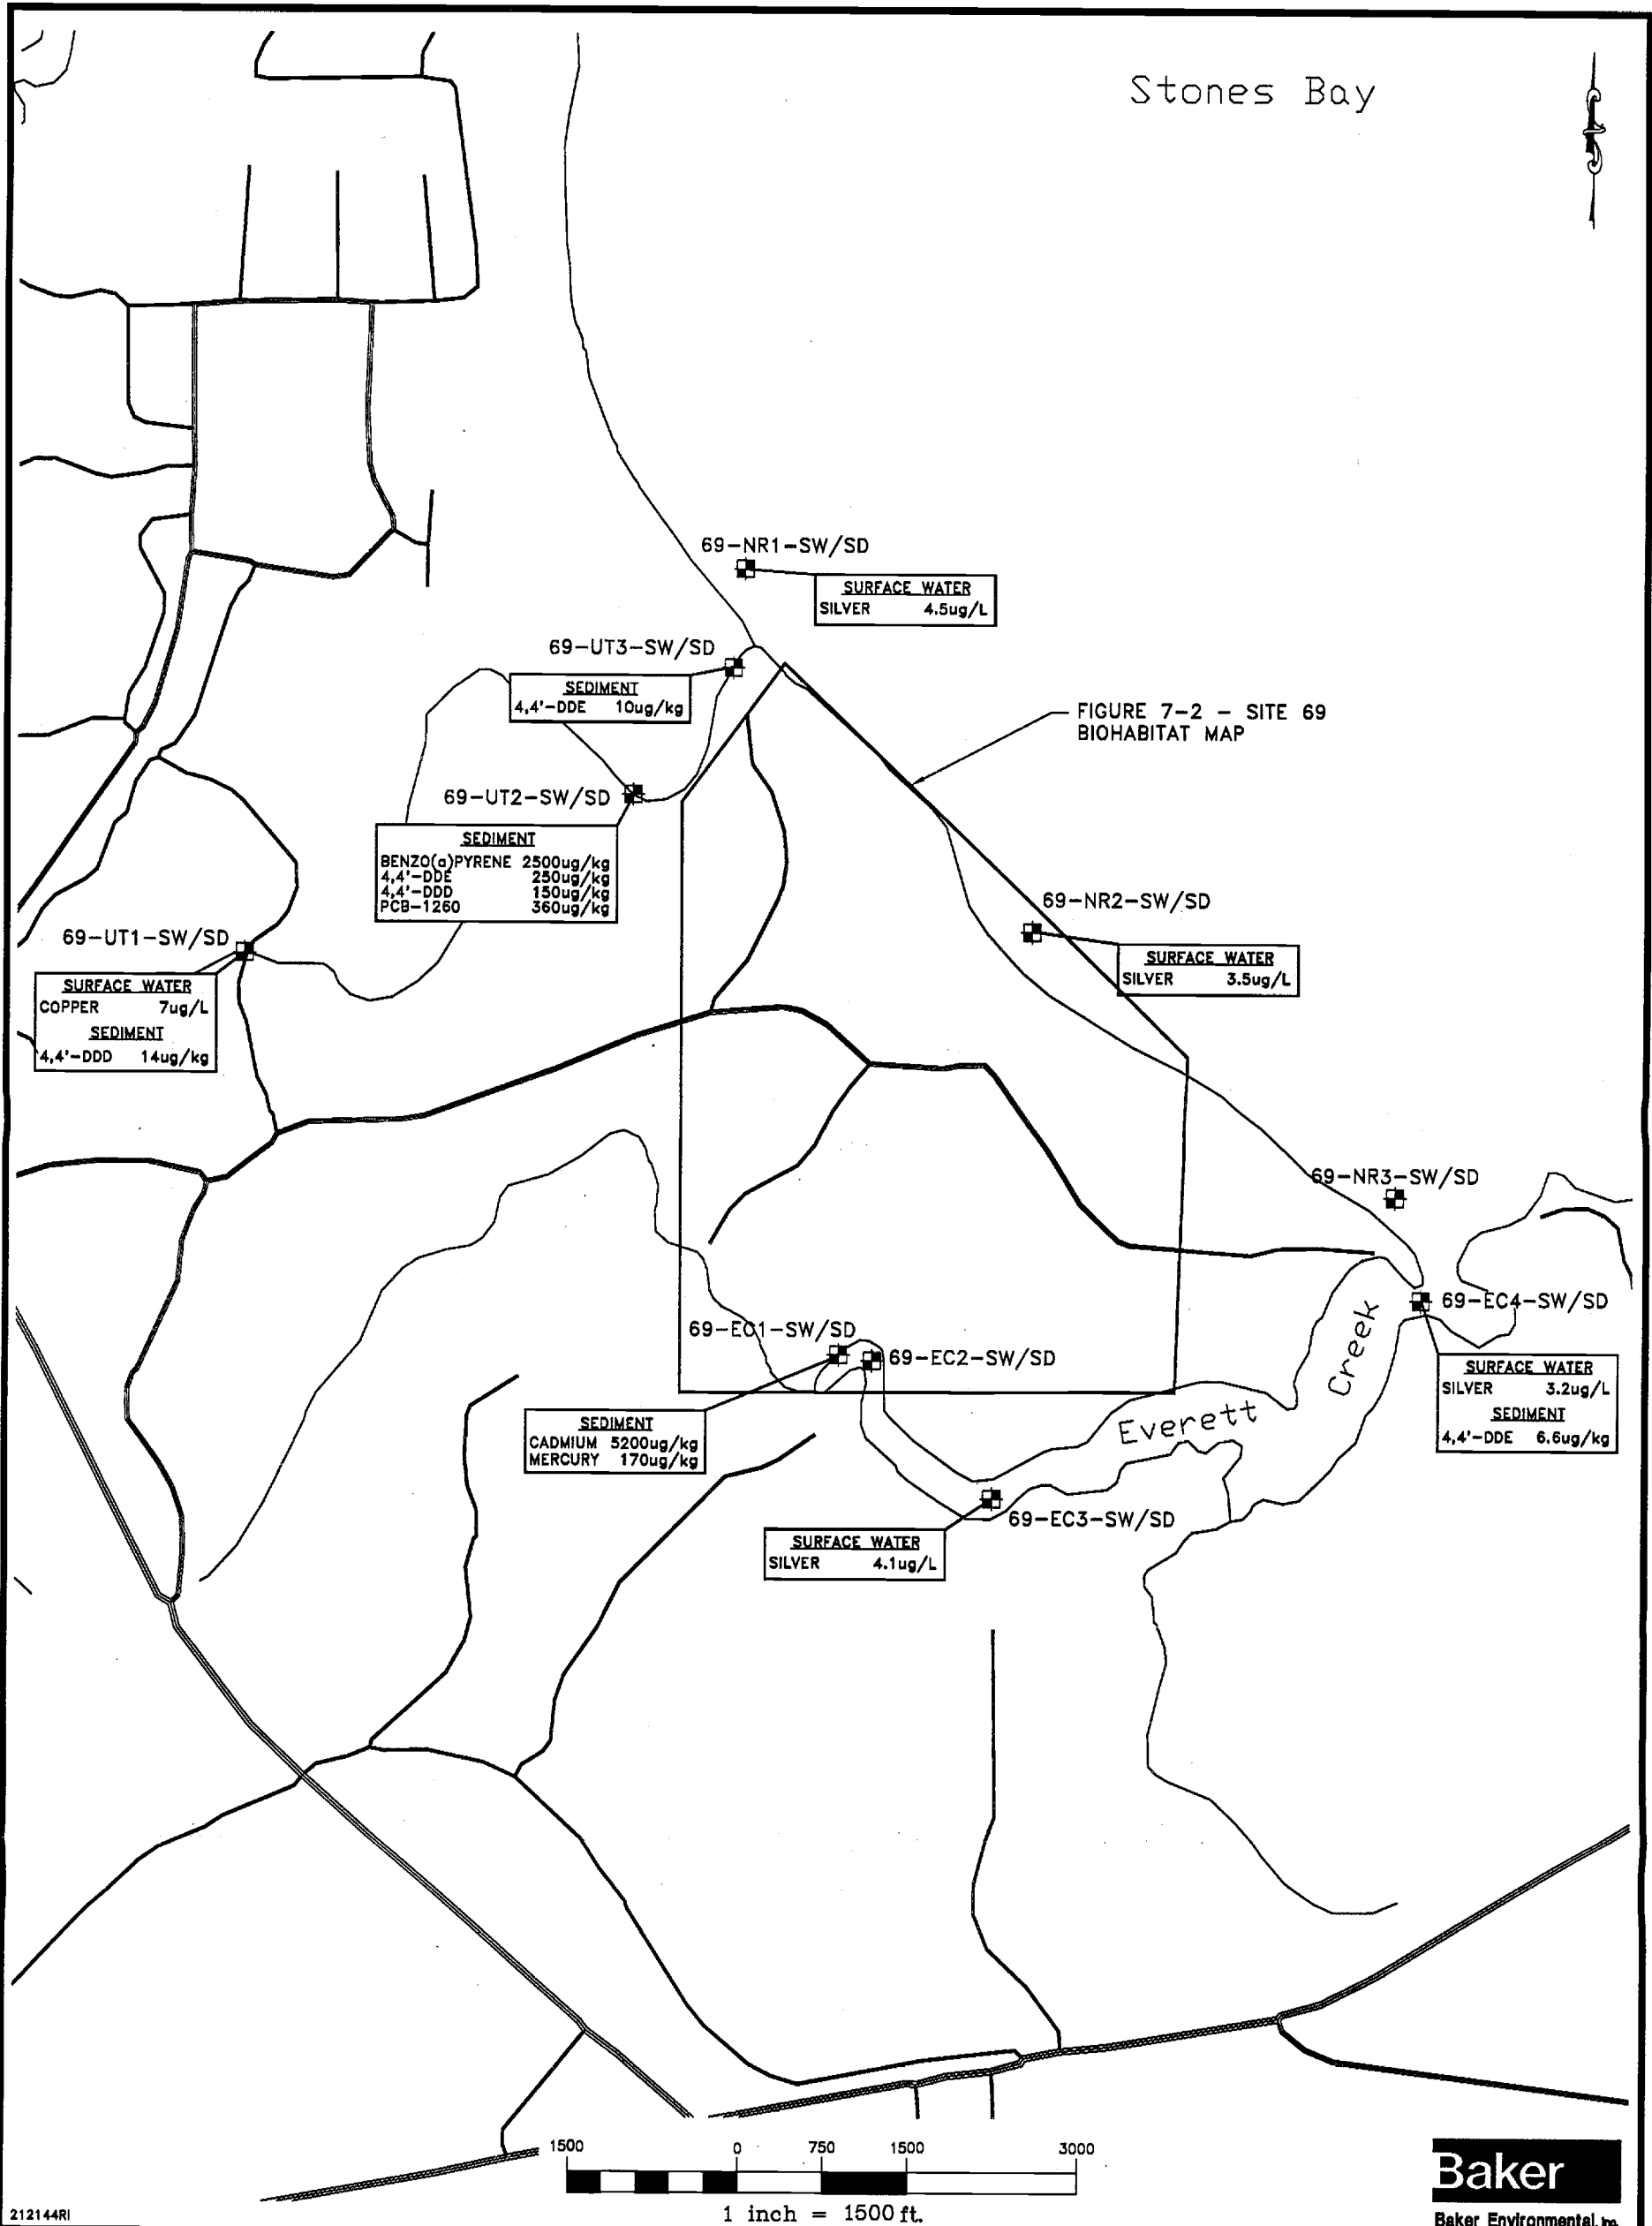 Stones Bay
69-NR1-SW/SD
SURFACE WATER
SILVER 4.5ug/L
69-UT3-SW/SD
SEDIMENT
4,4'-DDE 10ug/kg
FIGURE 7-2 - SITE 69
BIOHABITAT MAP
69-UT2-SW/SD
SEDIMENT
BENZO(a)PYRENE 2500ug/kg
4,4'-DDE 250ug/kg
4,4'-DDD 150ug/kg
PCB-1260 360ug/kg
69-NR2-SW/SD
SURFACE WATER
SILVER 3.5ug/L
69-UT1-SW/SD
SURFACE WATER
COPPER 7ug/L
SEDIMENT
4,4'-DDD 14ug/kg
69-NR3-SW/SD
69-EC4-SW/SD
SURFACE WATER
SILVER 3.2ug/L
SEDIMENT
4,4'-DDE 6.6ug/kg
69-EC1-SW/SD
69-EC2-SW/SD
SEDIMENT
CADMIUM 5200ug/kg
MERCURY 170ug/kg
Everett Creek
69-EC3-SW/SD
SURFACE WATER
SILVER 4.1ug/L
1500 0 750 1500 3000
1 inch = 1500 ft.
212144RI
Baker
Baker Environmental, Inc.